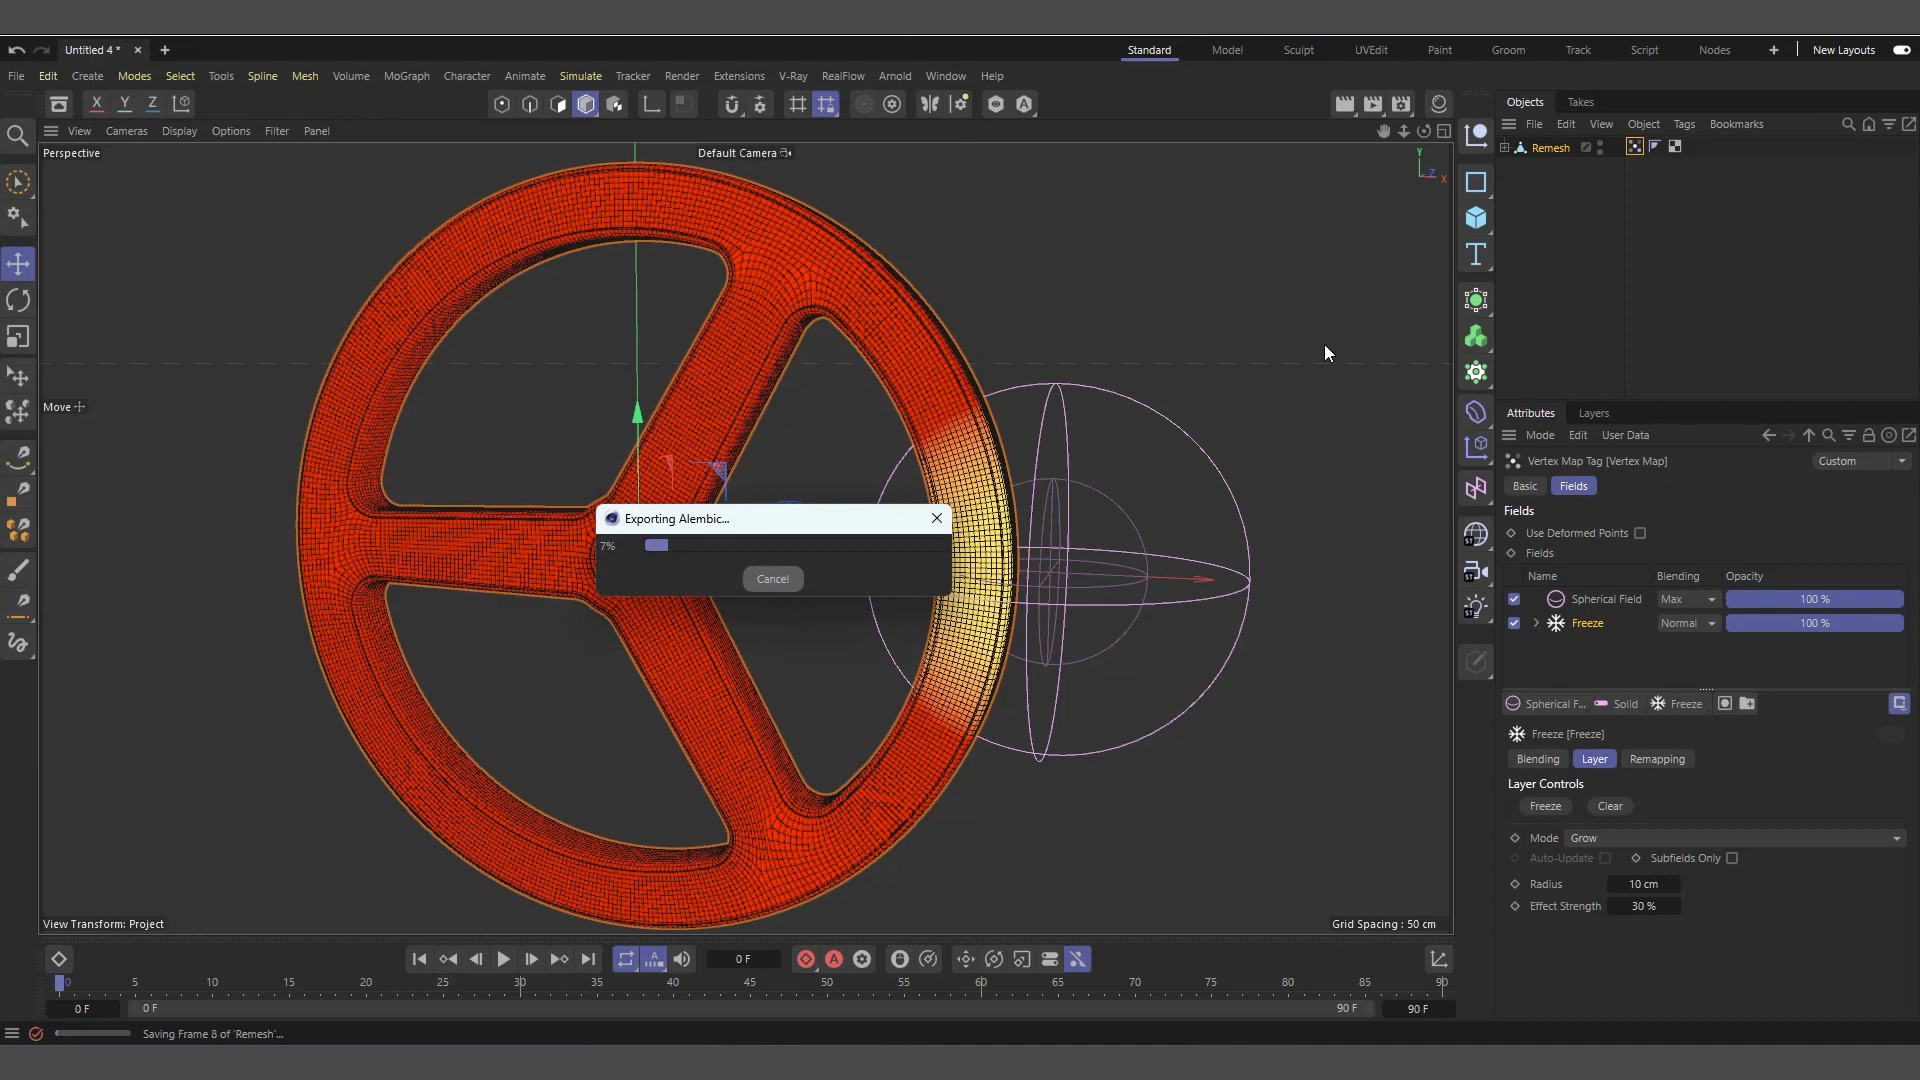 Untitled 4 *
Standard Model Sculpt UVEdit Paint Groom Track Script Nodes New Layouts
File Edit Create Modes Select Tools Spline Mesh Volume MoGraph Character Animate Simulate Tracker Render Extensions V-Ray RealFlow Arnold Window Help
X Y Z
Objects Takes
View Cameras Display Options Filter Panel
File Edit View Object Tags Bookmarks
Perspective
Default Camera
Remesh
Y
Z
X
Move
Attributes Layers
Mode Edit User Data
Vertex Map Tag [Vertex Map]
Custom
Basic Fields
Fields
Use Deformed Points
Fields
Name Blending Opacity
Spherical Field Max 100 %
Freeze Normal 100 %
Exporting Alembic...
7%
Cancel
Spherical F... Solid Freeze
Freeze [Freeze]
Blending Layer Remapping
Layer Controls
Freeze Clear
Mode Grow
Auto-Update Subfields Only
Radius 10 cm
Effect Strength 30 %
View Transform: Project
Grid Spacing : 50 cm
0 F
0 5 10 15 20 25 30 35 40 45 50 55 60 65 70 75 80 85 90
0 F 0 F 90 F 90 F
Saving Frame 8 of 'Remesh'...